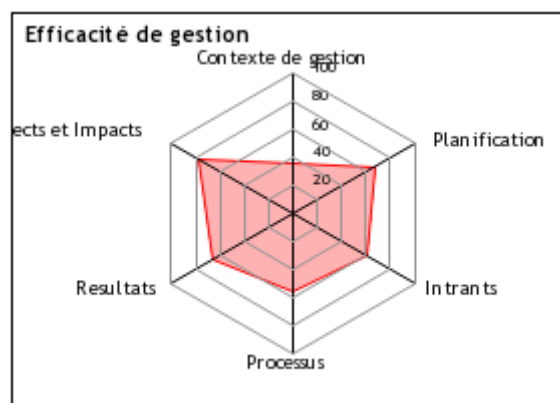 Efficacité de gestion
Contexte de gestion
100
80
60
40
20
ects et Impacts
Planification
Resultats
Intrants
Processus